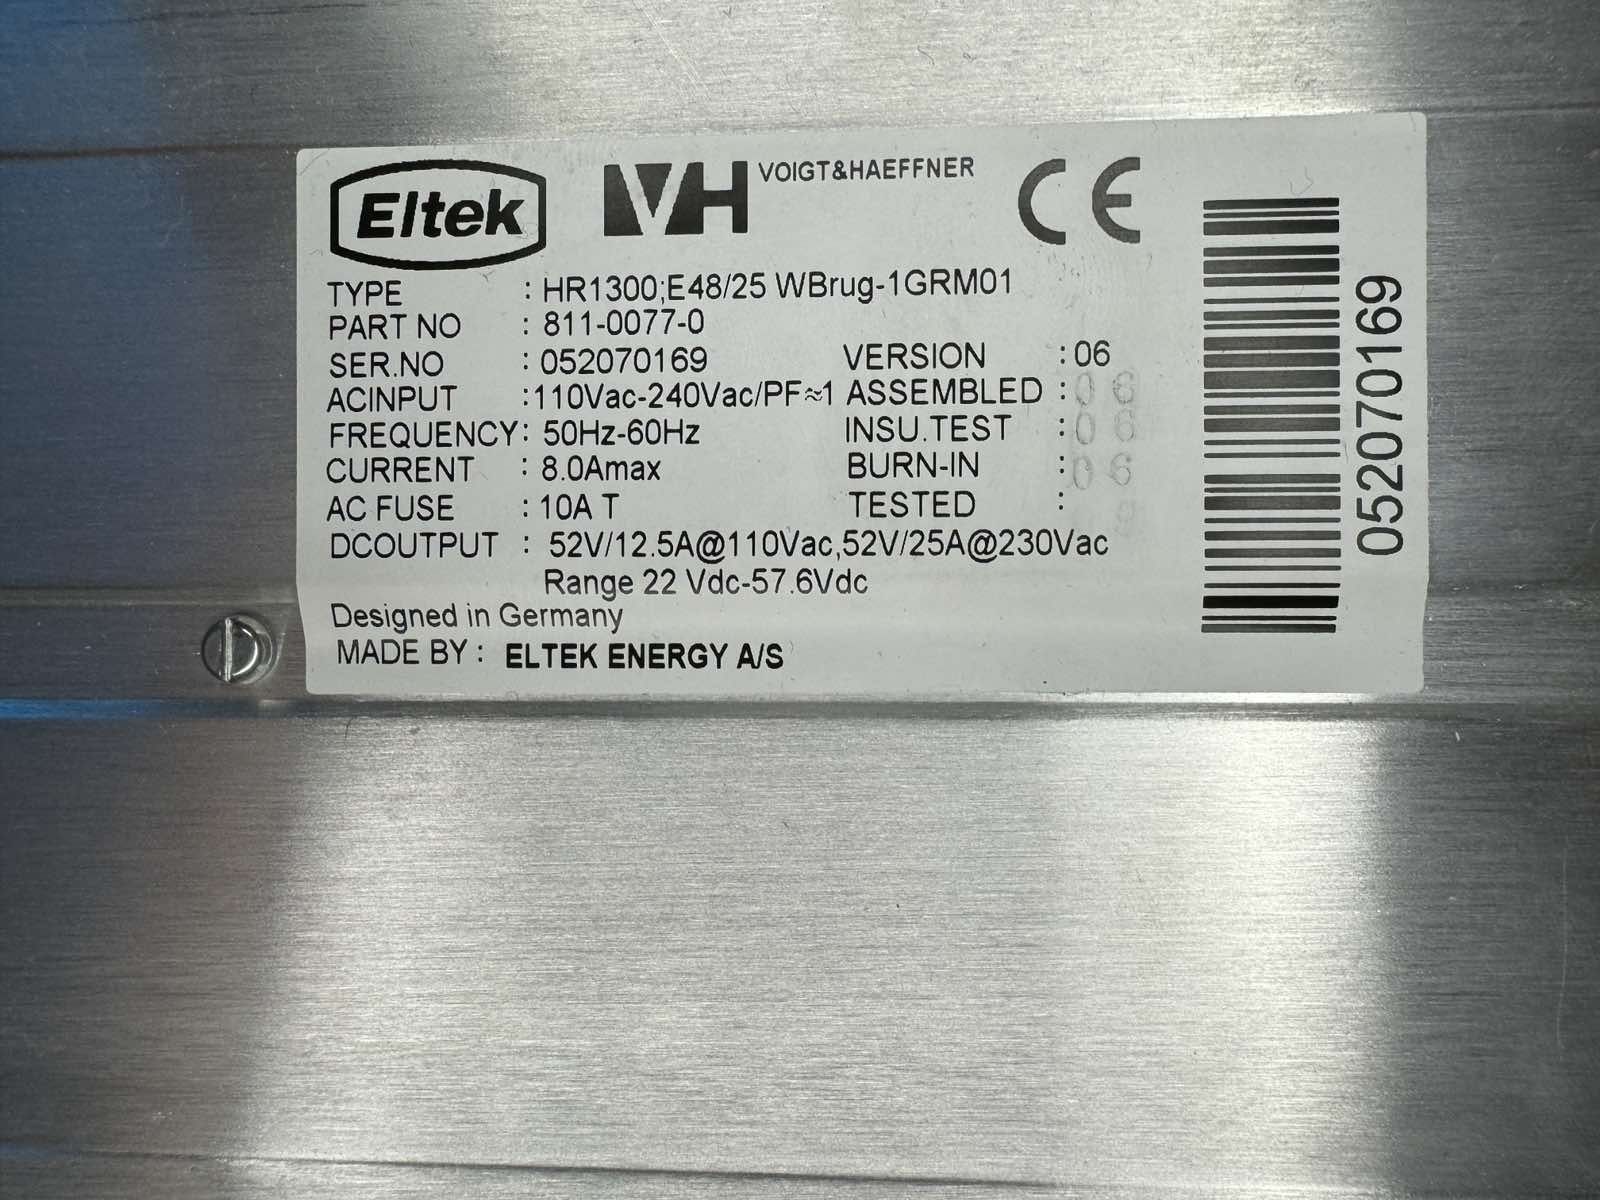 Eltek VH VOIGT&HAEFFNER CE
TYPE : HR1300;E48/25 WBrug-1GRM01
PART NO : 811-0077-0
SER.NO : 052070169 VERSION :06
ACINPUT :110Vac-240Vac/PF≈1 ASSEMBLED :06
FREQUENCY: 50Hz-60Hz INSU.TEST :06
CURRENT : 8.0Amax BURN-IN :06
AC FUSE : 10A T TESTED :
DCOUTPUT : 52V/12.5A@110Vac,52V/25A@230Vac
Range 22 Vdc-57.6Vdc
Designed in Germany
MADE BY : ELTEK ENERGY A/S
052070169